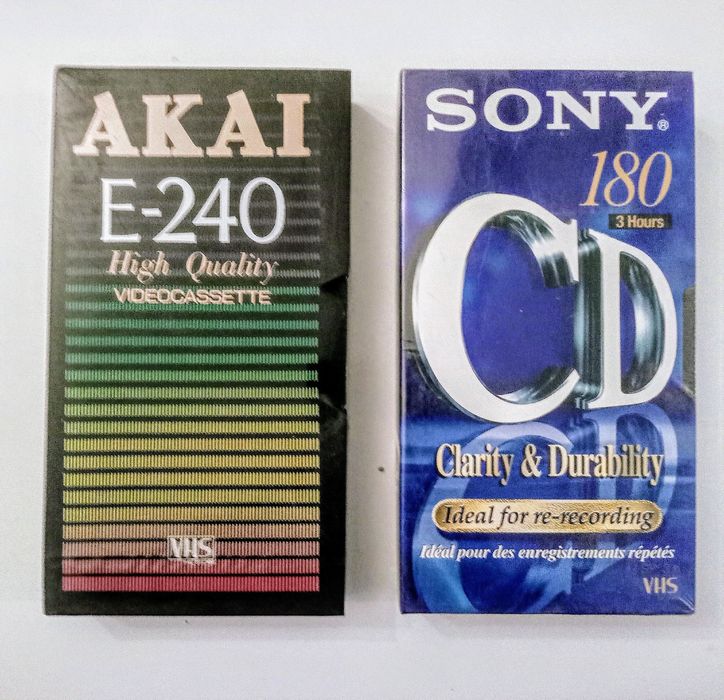 AKAI
E-240
High Quality
VIDEOCASSETTE
VHS
SONY®
180
3 Hours
CD
Clarity & Durability
Ideal for re-recording
Idéal pour des enregistrements répétés
VHS